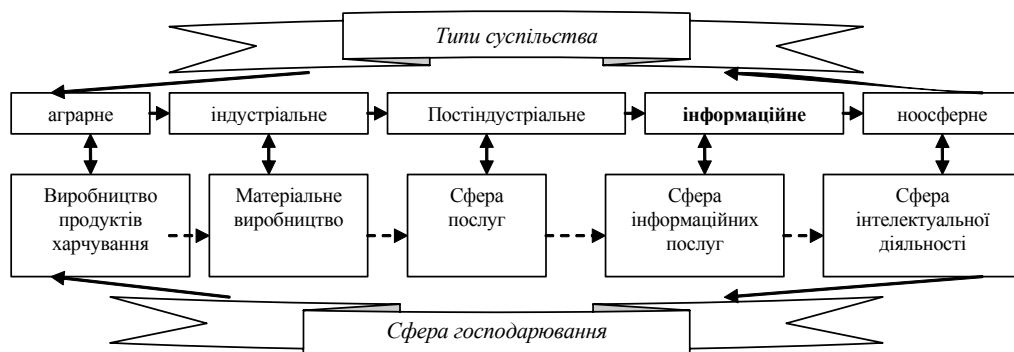 Типи суспільства
аграрне
індустріальне
Постіндустріальне
інформаційне
ноосферне
Виробництво
продуктів
харчування
Матеріальне
виробництво
Сфера
послуг
Сфера
інформаційних
послуг
Сфера
інтелектуальної
діяльності
Сфера господарювання